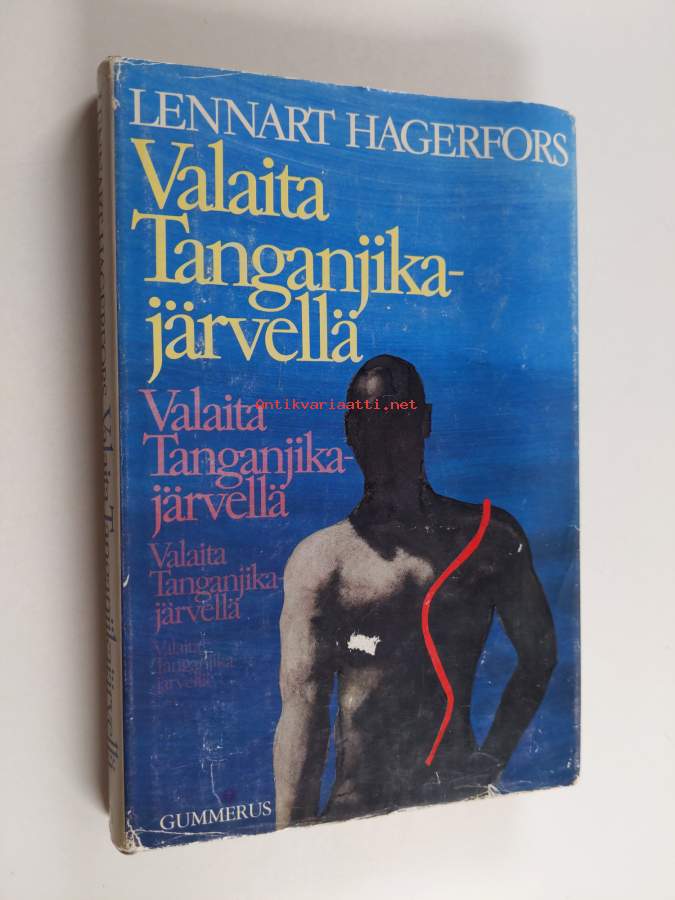 LENNART HAGERFORS
Valaita
Tanganjika-
järvellä
Antikvariaatti.net
Valaita
Tanganjika-
järvellä
Valaita
Tanganjika-
järvellä
Valaita
Tanganjika
järvellä
GUMMERUS
LENNART HAGERFORS Valaita Tanganjikajärvellä